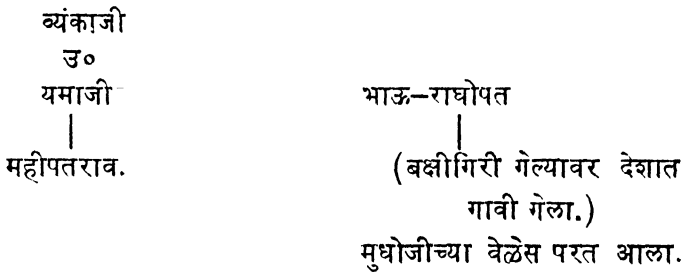 व्यंकाजी
उ०
यमाजी भाऊ–राघोपत
महीपतराव. (बक्षीगिरी गेल्यावर देशात
गावी गेला.)
मुधोजीच्या वेळेस परत आला.